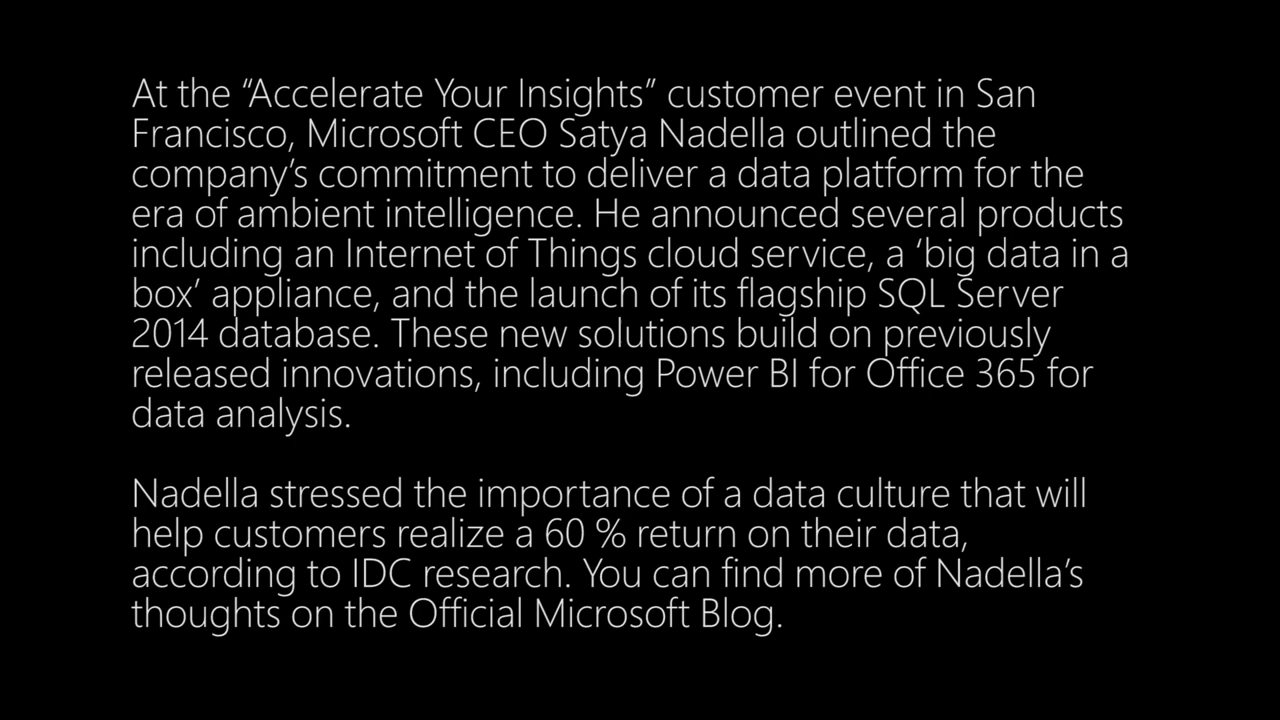 At the “Accelerate Your Insights” customer event in San
Francisco, Microsoft CEO Satya Nadella outlined the
company’s commitment to deliver a data platform for the
era of ambient intelligence. He announced several products
including an Internet of Things cloud service, a ‘big data in a
box’ appliance, and the launch of its flagship SQL Server
2014 database. These new solutions build on previously
released innovations, including Power BI for Office 365 for
data analysis.
Nadella stressed the importance of a data culture that will
help customers realize a 60 % return on their data,
according to IDC research. You can find more of Nadella’s
thoughts on the Official Microsoft Blog.